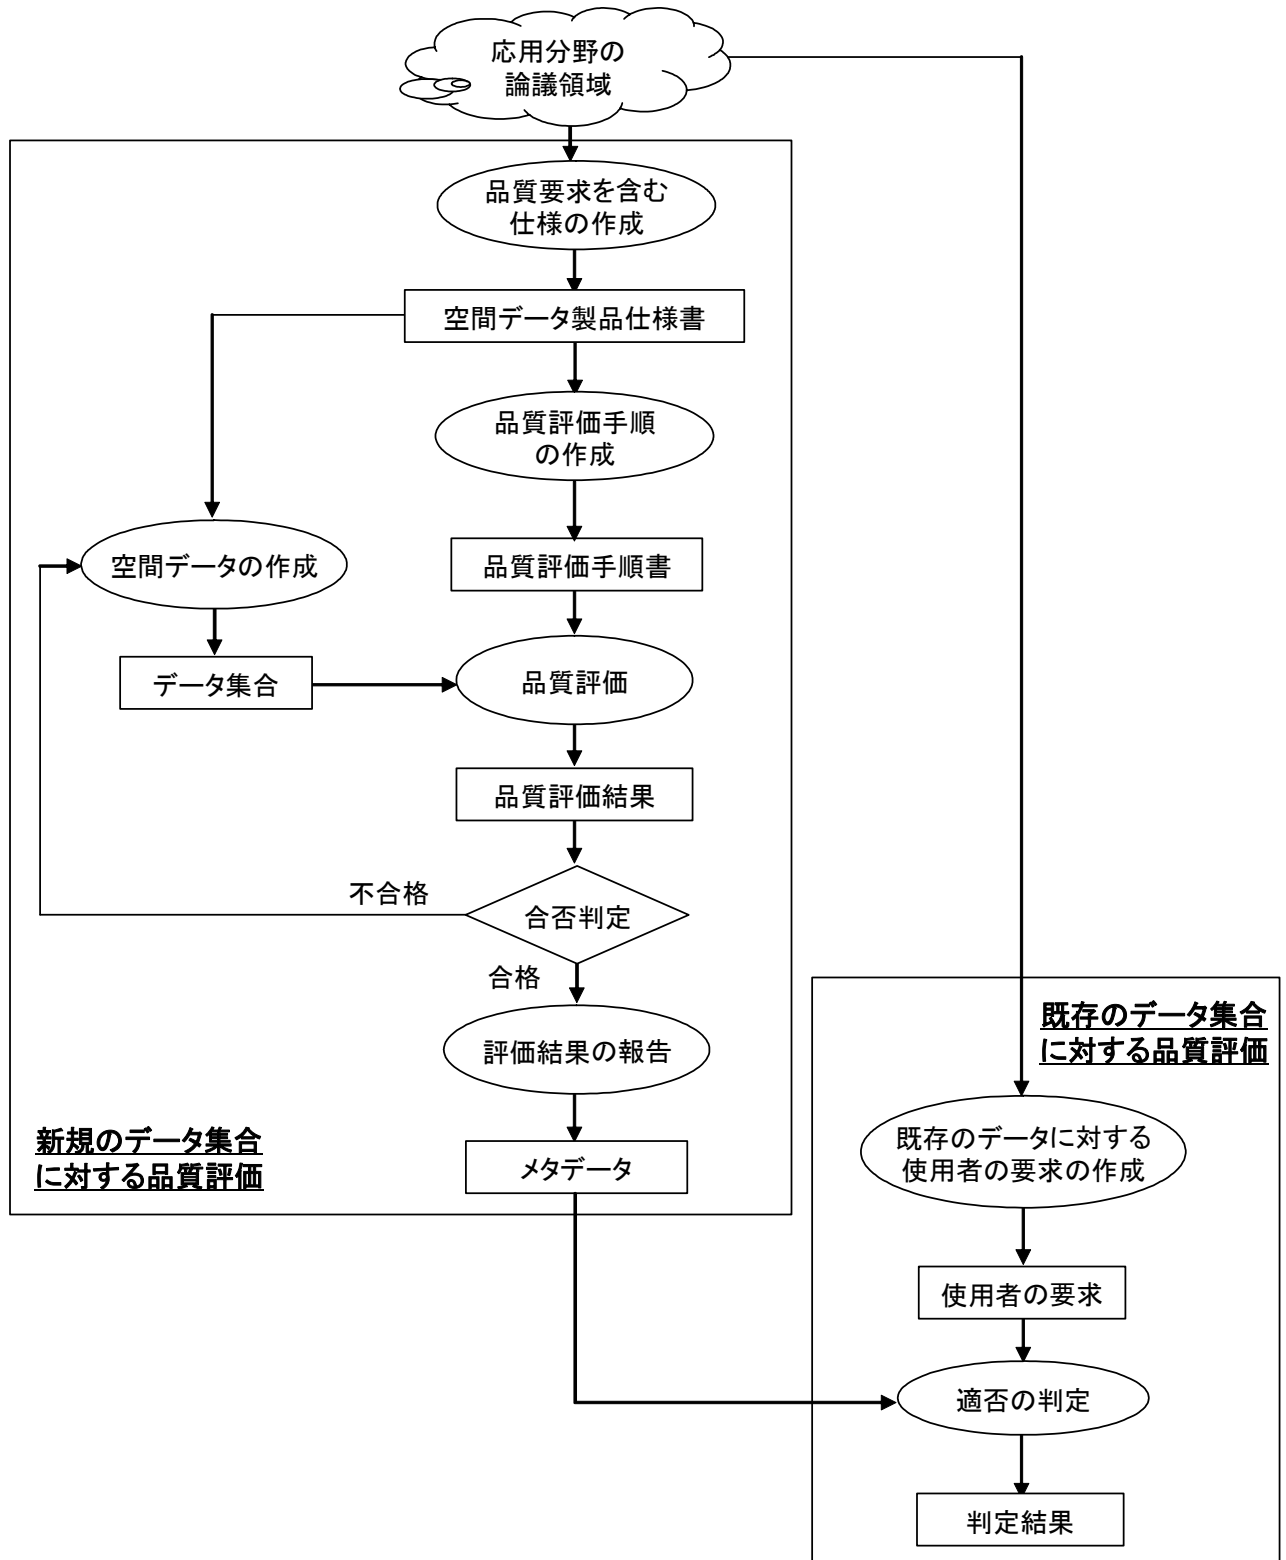 応用分野の
論議領域
品質要求を含む
仕様の作成
空間データ製品仕様書
品質評価手順
の作成
空間データの作成
品質評価手順書
データ集合
品質評価
品質評価結果
不合格
合否判定
合格
評価結果の報告
新規のデータ集合
に対する品質評価
メタデータ
既存のデータ集合
に対する品質評価
既存のデータに対する
使用者の要求の作成
使用者の要求
適否の判定
判定結果